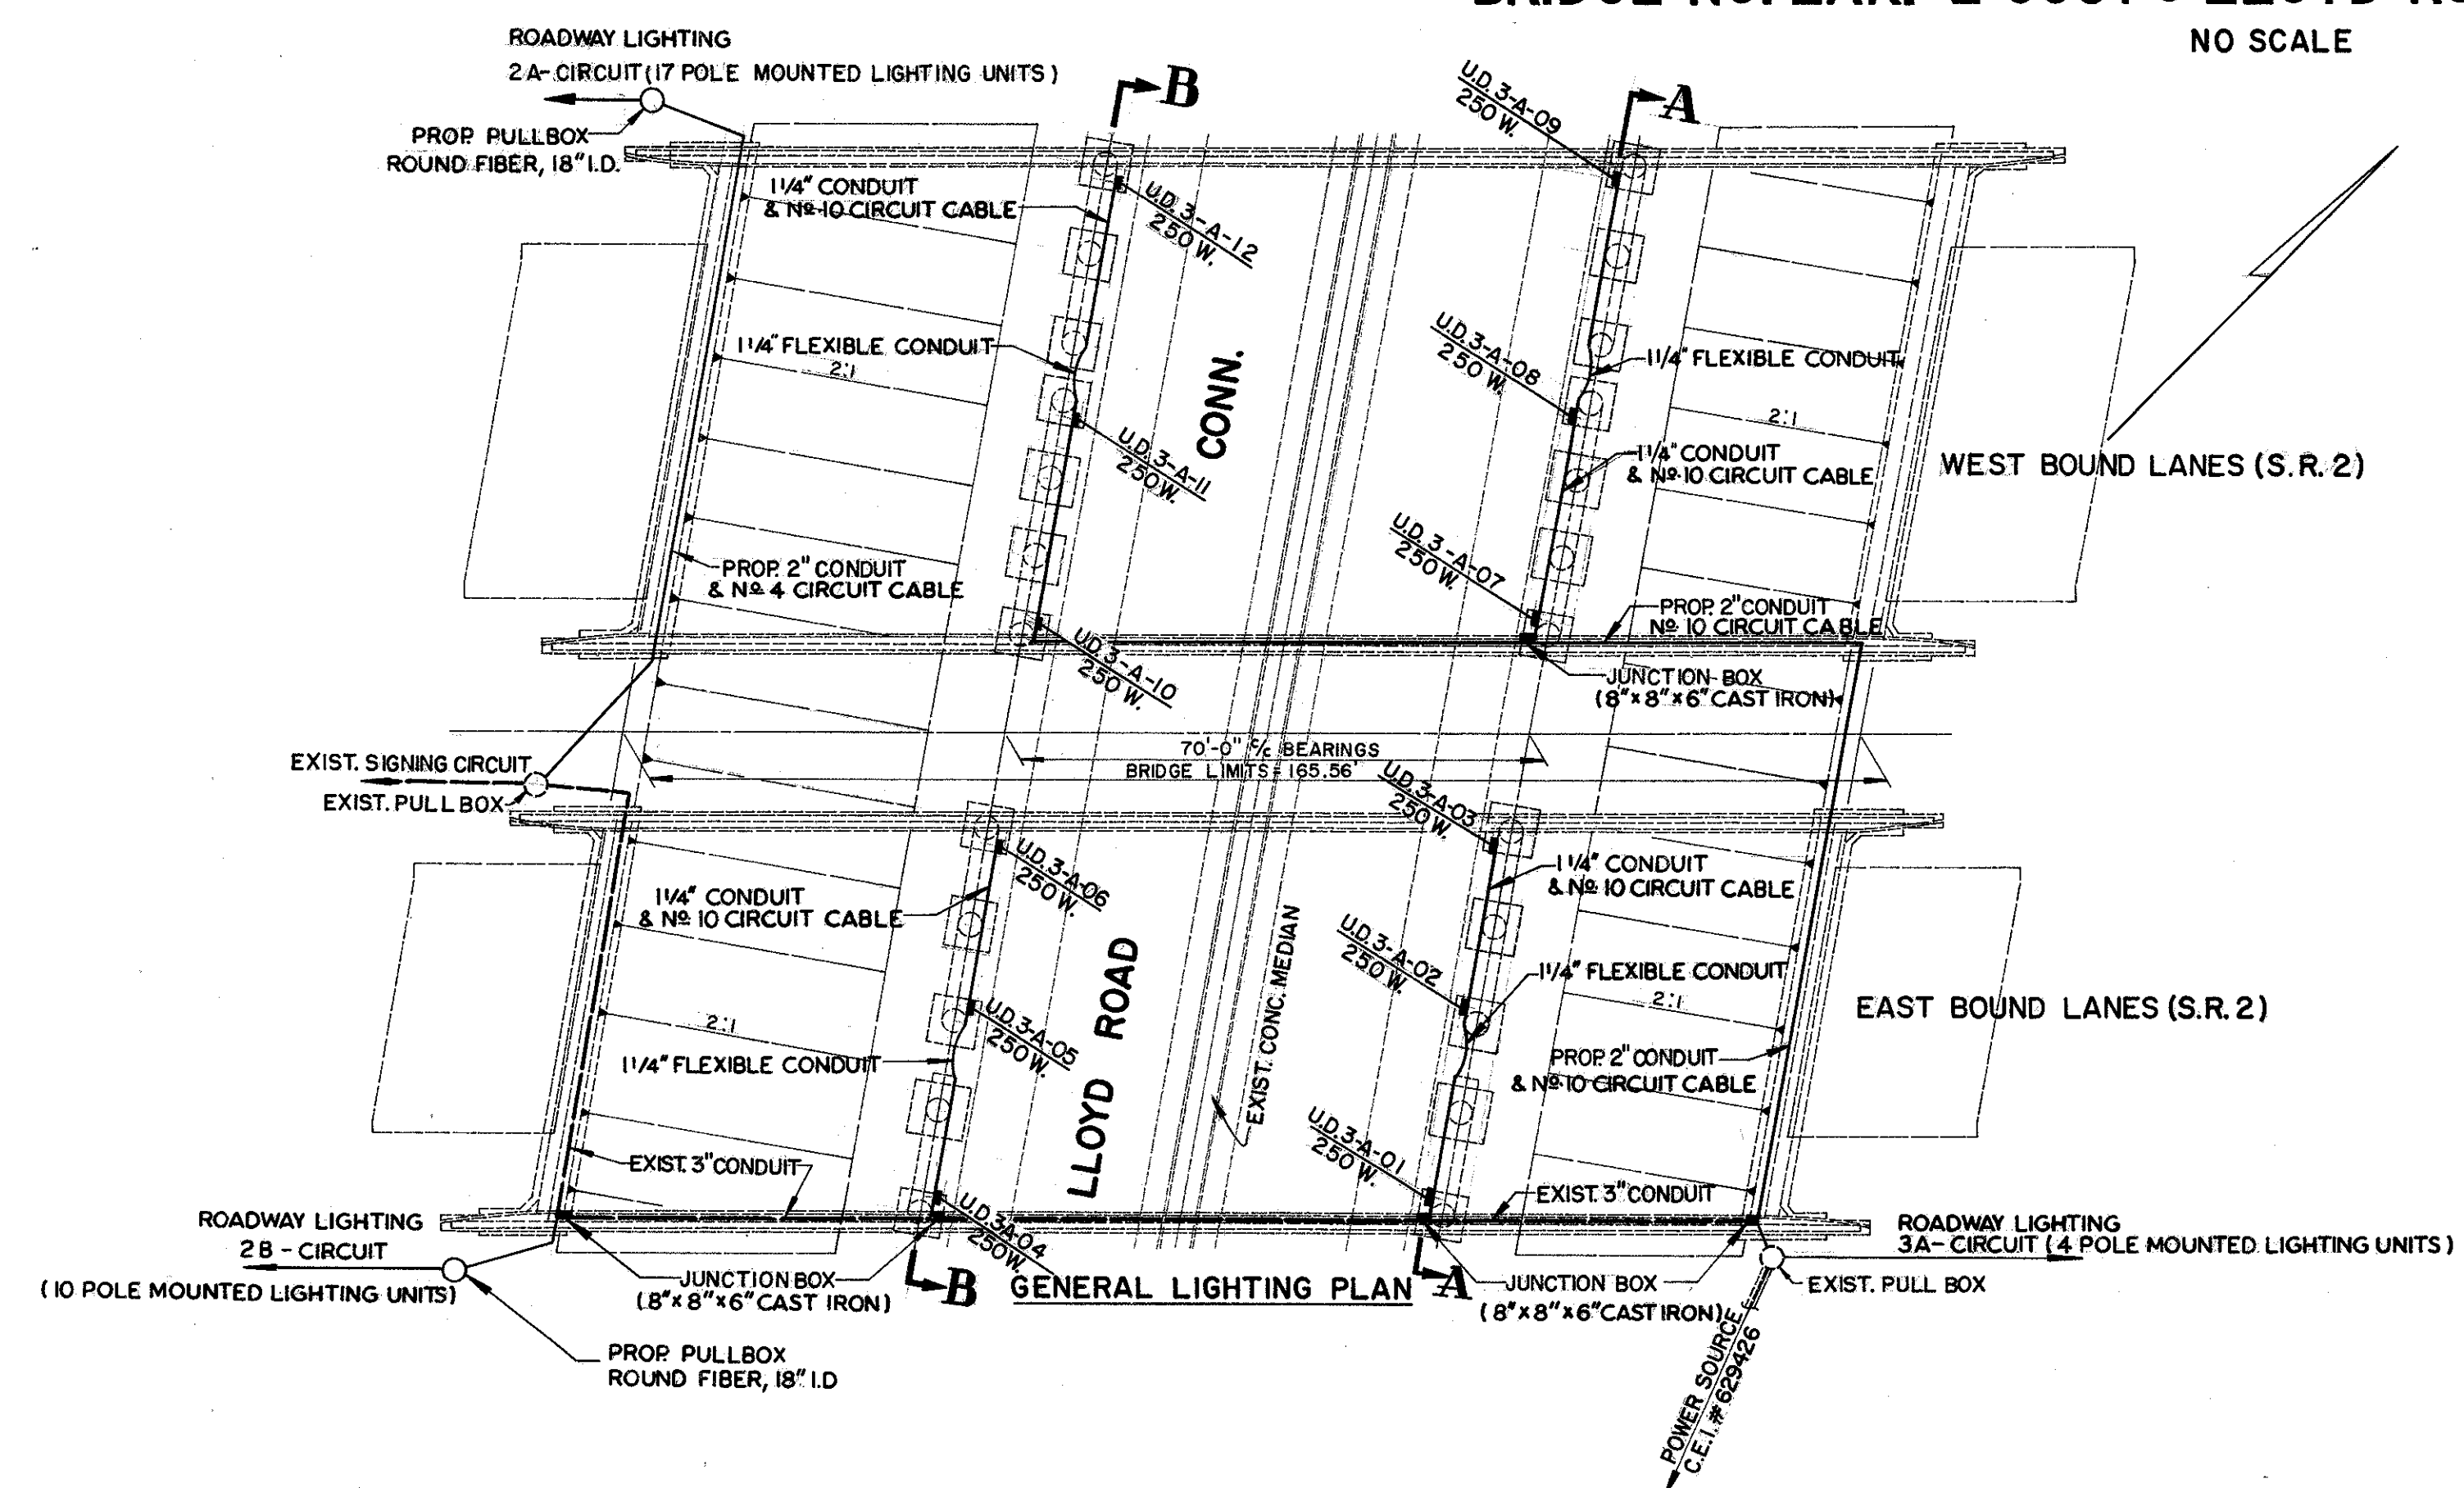 NO SCALE
ROADWAY LIGHTING
2A-CIRCUIT (17 POLE MOUNTED LIGHTING UNITS)
PROP. PULLBOX
ROUND FIBER, 18" I.D.
B
A
U.D. 3-A-09
250 W.
1 1/4" CONDUIT
& Nº 10 CIRCUIT CABLE
U.D. 3-A-12
250 W.
1 1/4" FLEXIBLE CONDUIT
2:1
CONN.
U.D. 3-A-08
250 W.
1 1/4" FLEXIBLE CONDUIT
2:1
U.D. 3-A-11
250 W.
1 1/4" CONDUIT
& Nº 10 CIRCUIT CABLE
WEST BOUND LANES (S.R. 2)
U.D. 3-A-07
250 W.
PROP. 2" CONDUIT
& Nº 4 CIRCUIT CABLE
PROP. 2" CONDUIT
Nº 10 CIRCUIT CABLE
U.D. 3-A-10
250 W.
JUNCTION BOX
(8"x8"x6" CAST IRON)
70'-0" c/c BEARINGS
BRIDGE LIMITS = 165.56'
EXIST. SIGNING CIRCUIT
EXIST. PULL BOX
U.D. 3-A-03
250 W.
U.D. 3-A-06
250 W.
1 1/4" CONDUIT
& Nº 10 CIRCUIT CABLE
1 1/4" CONDUIT
& Nº 10 CIRCUIT CABLE
U.D. 3-A-02
250 W.
1 1/4" FLEXIBLE CONDUIT
2:1
EAST BOUND LANES (S.R. 2)
2:1
U.D. 3-A-05
250 W.
1 1/4" FLEXIBLE CONDUIT
LLOYD ROAD
EXIST. CONC. MEDIAN
PROP. 2" CONDUIT
& Nº 10 CIRCUIT CABLE
U.D. 3-A-01
250 W.
EXIST. 3" CONDUIT
EXIST. 3" CONDUIT
U.D. 3A-04
250W.
ROADWAY LIGHTING
2B - CIRCUIT
(10 POLE MOUNTED LIGHTING UNITS)
ROADWAY LIGHTING
3A- CIRCUIT (4 POLE MOUNTED LIGHTING UNITS)
EXIST. PULL BOX
JUNCTION BOX
(8"x8"x6" CAST IRON)
B
GENERAL LIGHTING PLAN
A
JUNCTION BOX
(8"x8"x6" CAST IRON)
PROP. PULLBOX
ROUND FIBER, 18" I.D
POWER SOURCE
C.E.I. # 629426